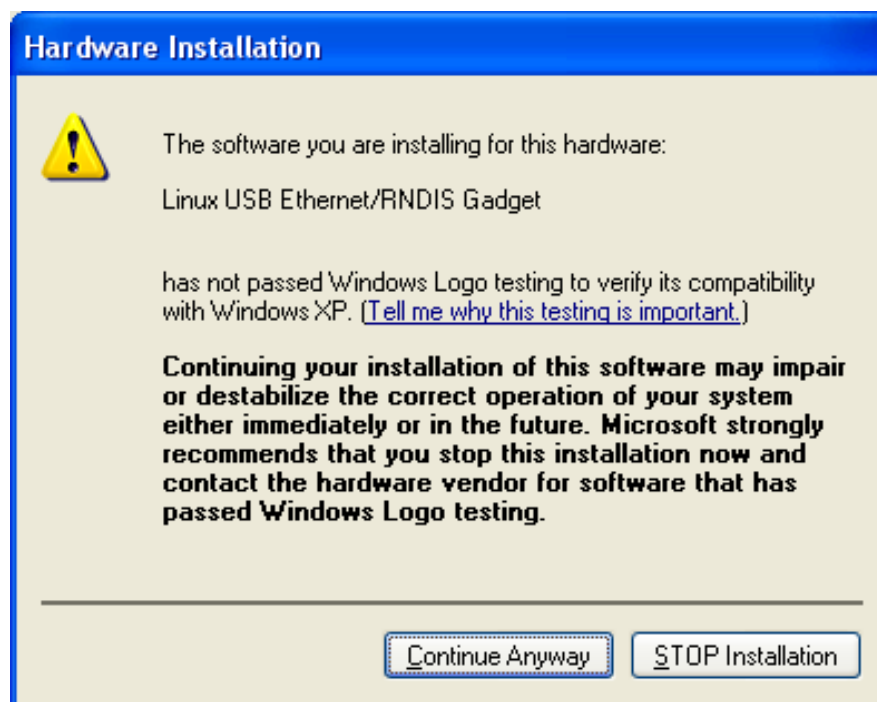 Hardware Installation
The software you are installing for this hardware:
Linux USB Ethernet/RNDIS Gadget
has not passed Windows Logo testing to verify its compatibility
with Windows XP. (Tell me why this testing is important.)
Continuing your installation of this software may impair
or destabilize the correct operation of your system
either immediately or in the future. Microsoft strongly
recommends that you stop this installation now and
contact the hardware vendor for software that has
passed Windows Logo testing.
Continue Anyway
STOP Installation